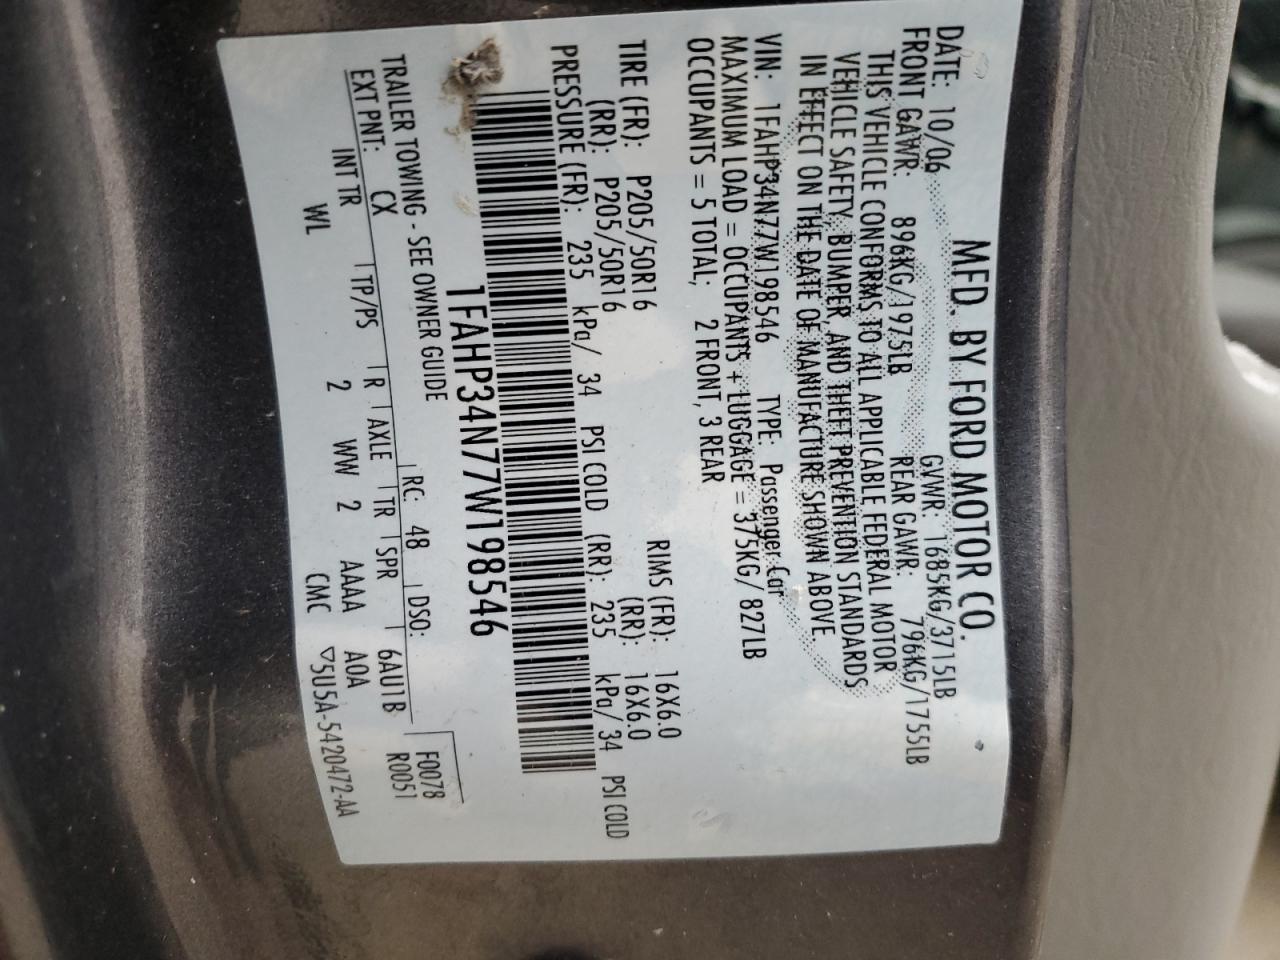 MFD. BY FORD MOTOR CO.
DATE: 10/06 GVWR: 1685KG/3715LB
FRONT GAWR: 896KG/1975LB REAR GAWR: 796KG/1755LB
THIS VEHICLE CONFORMS TO ALL APPLICABLE FEDERAL MOTOR
VEHICLE SAFETY, BUMPER, AND THEFT PREVENTION STANDARDS
IN EFFECT ON THE DATE OF MANUFACTURE SHOWN ABOVE.
VIN: 1FAHP34N77W198546 TYPE: Passenger Car
MAXIMUM LOAD = OCCUPANTS + LUGGAGE = 375KG/ 827LB
OCCUPANTS = 5 TOTAL; 2 FRONT, 3 REAR
RIMS (FR): 16X6.0
TIRE (FR): P205/50R16 (RR): 16X6.0
(RR): P205/50R16
PRESSURE (FR): 235 kPa/ 34 PSI COLD (RR): 235 kPa/ 34 PSI COLD
1FAHP34N77W198546
TRAILER TOWING - SEE OWNER GUIDE
F0078
R0051
EXT PNT: CX RC: 48 DSO:
INT TR TP/PS R AXLE TR SPR 6AU1B
WL 2 WW 2 AAAA A0A
CMC ▽5U5A-5420472-AA